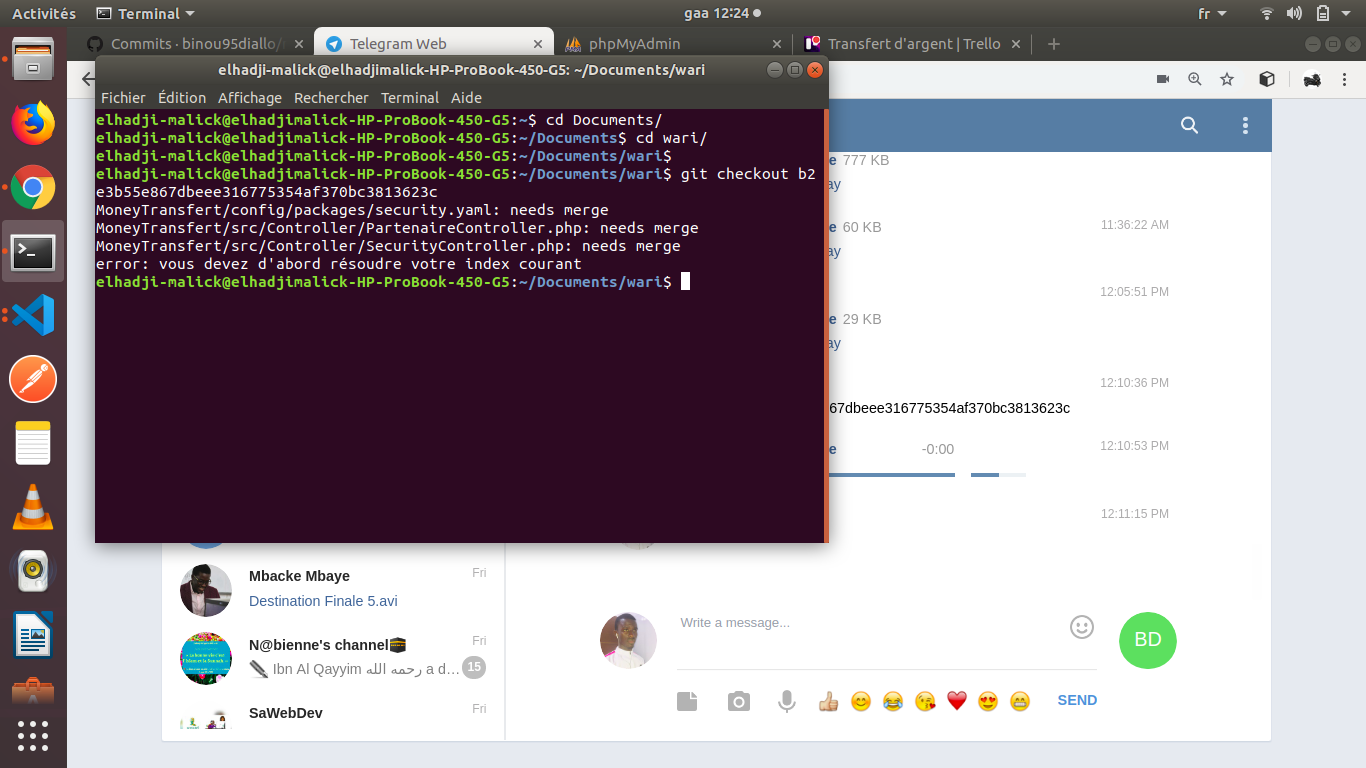 Activités
Terminal
gaa 12:24
fr
Commits · binou95diallo/
Telegram Web
phpMyAdmin
Transfert d'argent | Trello
elhadji-malick@elhadjimalick-HP-ProBook-450-G5: ~/Documents/wari
Fichier Édition Affichage Rechercher Terminal Aide
elhadji-malick@elhadjimalick-HP-ProBook-450-G5:~$ cd Documents/
elhadji-malick@elhadjimalick-HP-ProBook-450-G5:~/Documents$ cd wari/
elhadji-malick@elhadjimalick-HP-ProBook-450-G5:~/Documents/wari$
elhadji-malick@elhadjimalick-HP-ProBook-450-G5:~/Documents/wari$ git checkout b2
e3b55e867dbeee316775354af370bc3813623c
MoneyTransfert/config/packages/security.yaml: needs merge
MoneyTransfert/src/Controller/PartenaireController.php: needs merge
MoneyTransfert/src/Controller/SecurityController.php: needs merge
error: vous devez d'abord résoudre votre index courant
elhadji-malick@elhadjimalick-HP-ProBook-450-G5:~/Documents/wari$
e 777 KB
ay
e 60 KB
11:36:22 AM
ay
12:05:51 PM
e 29 KB
ay
12:10:36 PM
67dbeee316775354af370bc3813623c
e -0:00
12:10:53 PM
12:11:15 PM
Mbacke Mbaye
Fri
Destination Finale 5.avi
N@bienne's channel🕋
Fri
✒ Ibn Al Qayyim رحمه الله a d…
15
SaWebDev
Fri
Write a message...
BD
SEND